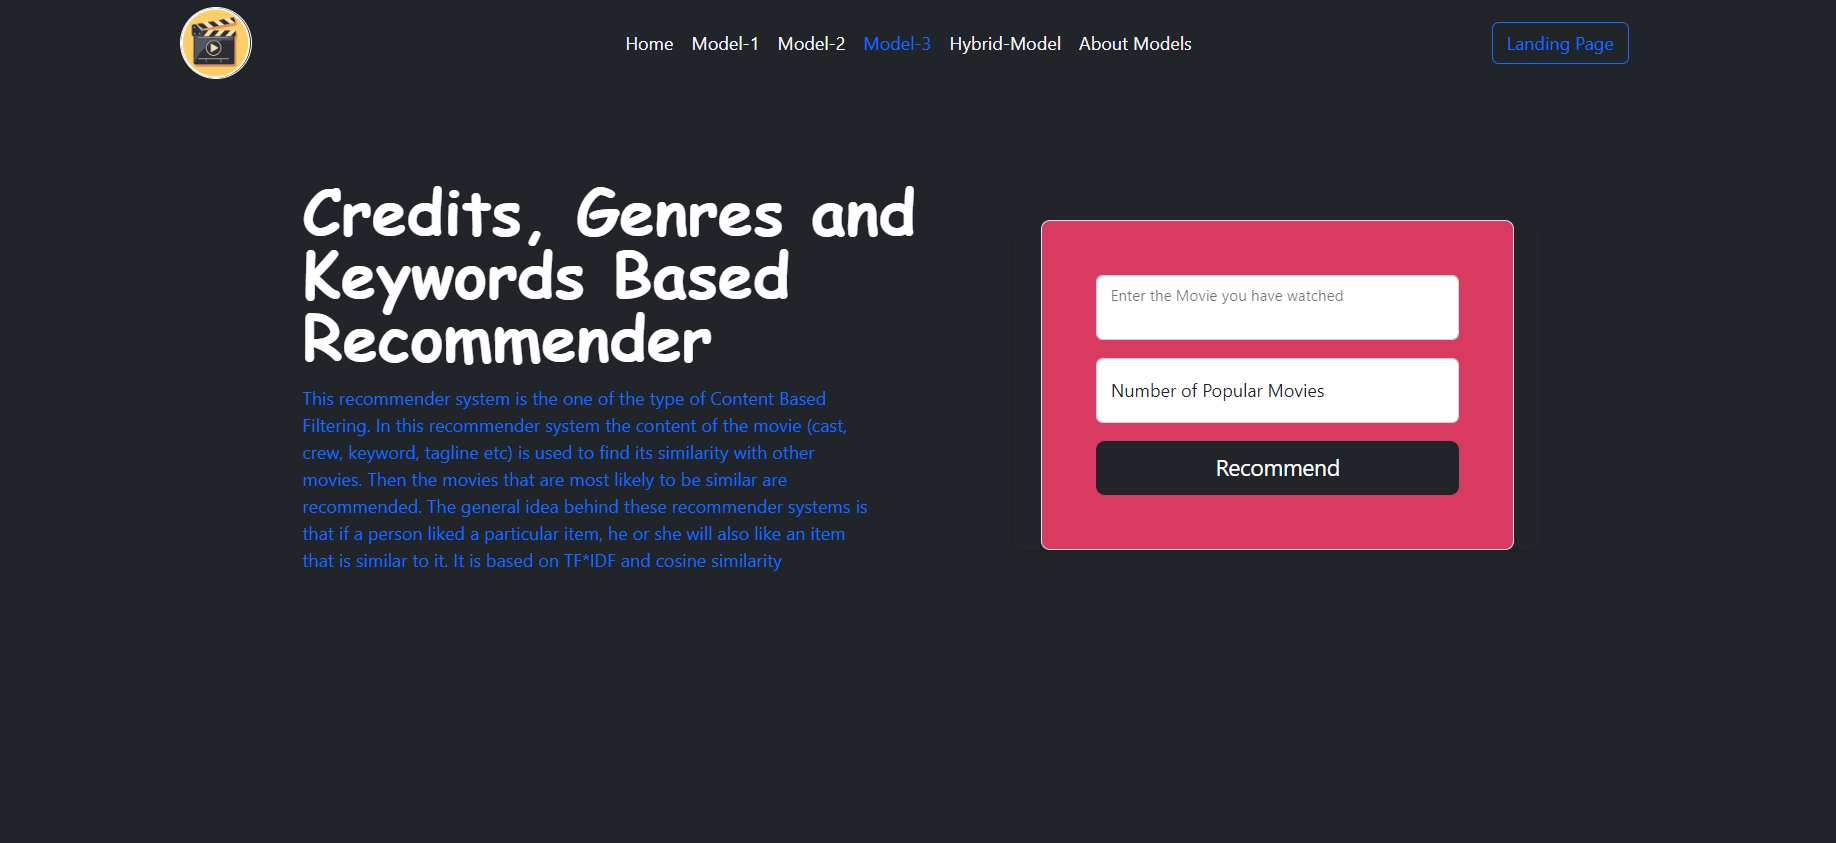 Home Model-1 Model-2 Model-3 Hybrid-Model About Models Landing Page
Credits, Genres and
Keywords Based
Recommender
This recommender system is the one of the type of Content Based
Filtering. In this recommender system the content of the movie (cast,
crew, keyword, tagline etc) is used to find its similarity with other
movies. Then the movies that are most likely to be similar are
recommended. The general idea behind these recommender systems is
that if a person liked a particular item, he or she will also like an item
that is similar to it. It is based on TF*IDF and cosine similarity
Enter the Movie you have watched
Number of Popular Movies
Recommend